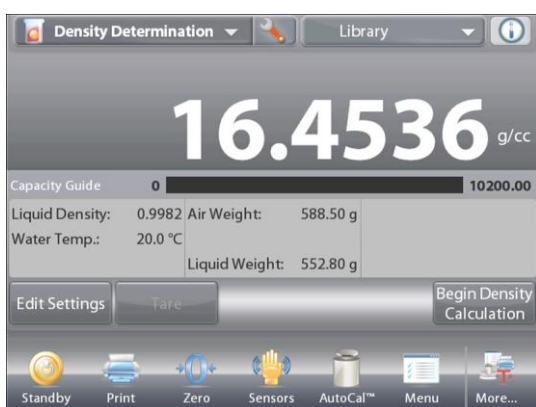 Density Determination Library
16.4536 g/cc
Capacity Guide 0 10200.00
Liquid Density: 0.9982 Air Weight: 588.50 g
Water Temp.: 20.0 °C
Liquid Weight: 552.80 g
Edit Settings Tare Begin Density
Calculation
Standby Print Zero Sensors AutoCal™ Menu More...